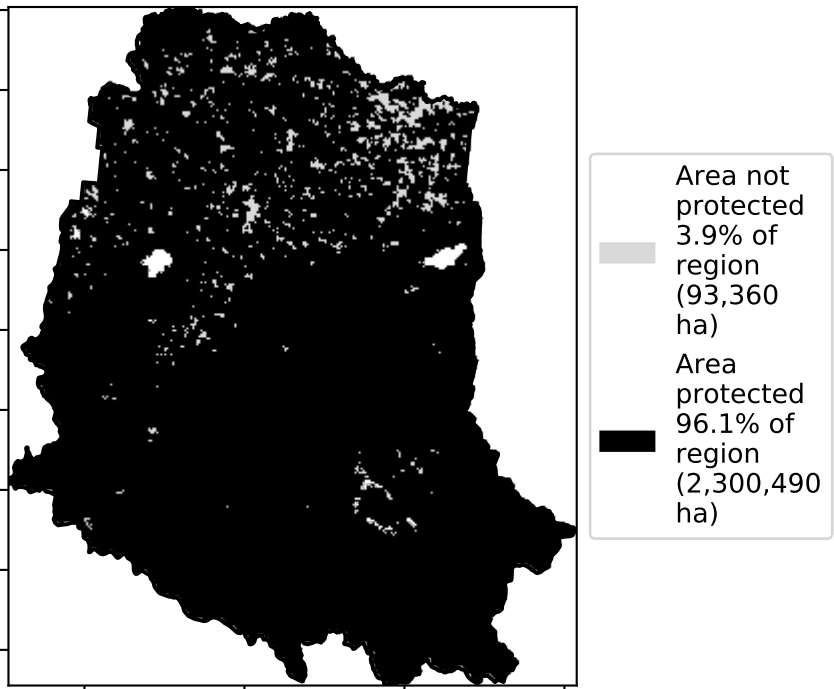 Area not
protected
3.9% of
region
(93,360
ha)
Area
protected
96.1% of
region
(2,300,490
ha)